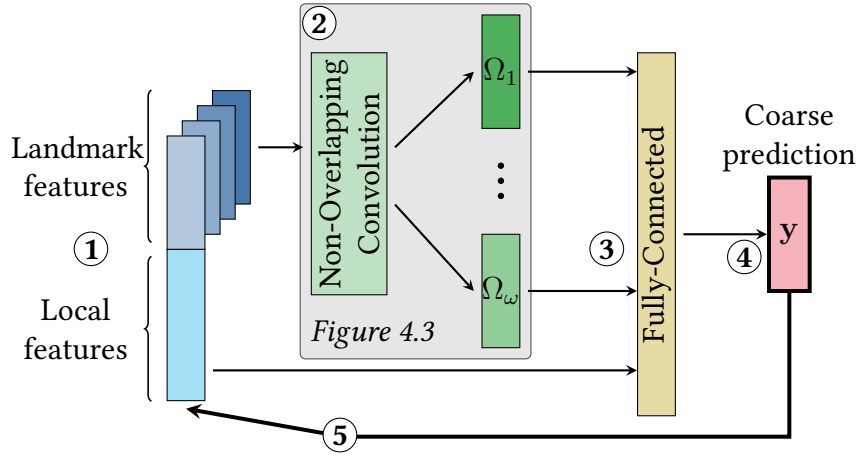 ②
Non-Overlapping
Convolution
Ω₁
⋮
Ω_ω
Figure 4.3
Landmark
features
①
Local
features
③
Fully-Connected
Coarse
prediction
④
y
⑤